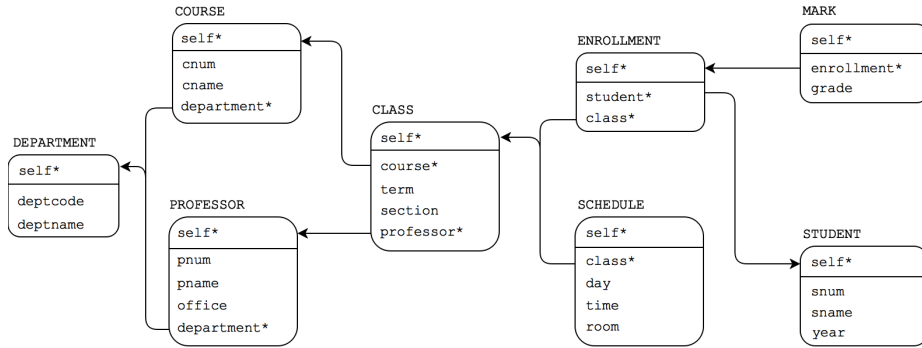 COURSE
self*
cnum
cname
department*
DEPARTMENT
self*
deptcode
deptname
PROFESSOR
self*
pnum
pname
office
department*
CLASS
self*
course*
term
section
professor*
ENROLLMENT
self*
student*
class*
SCHEDULE
self*
class*
day
time
room
MARK
self*
enrollment*
grade
STUDENT
self*
snum
sname
year